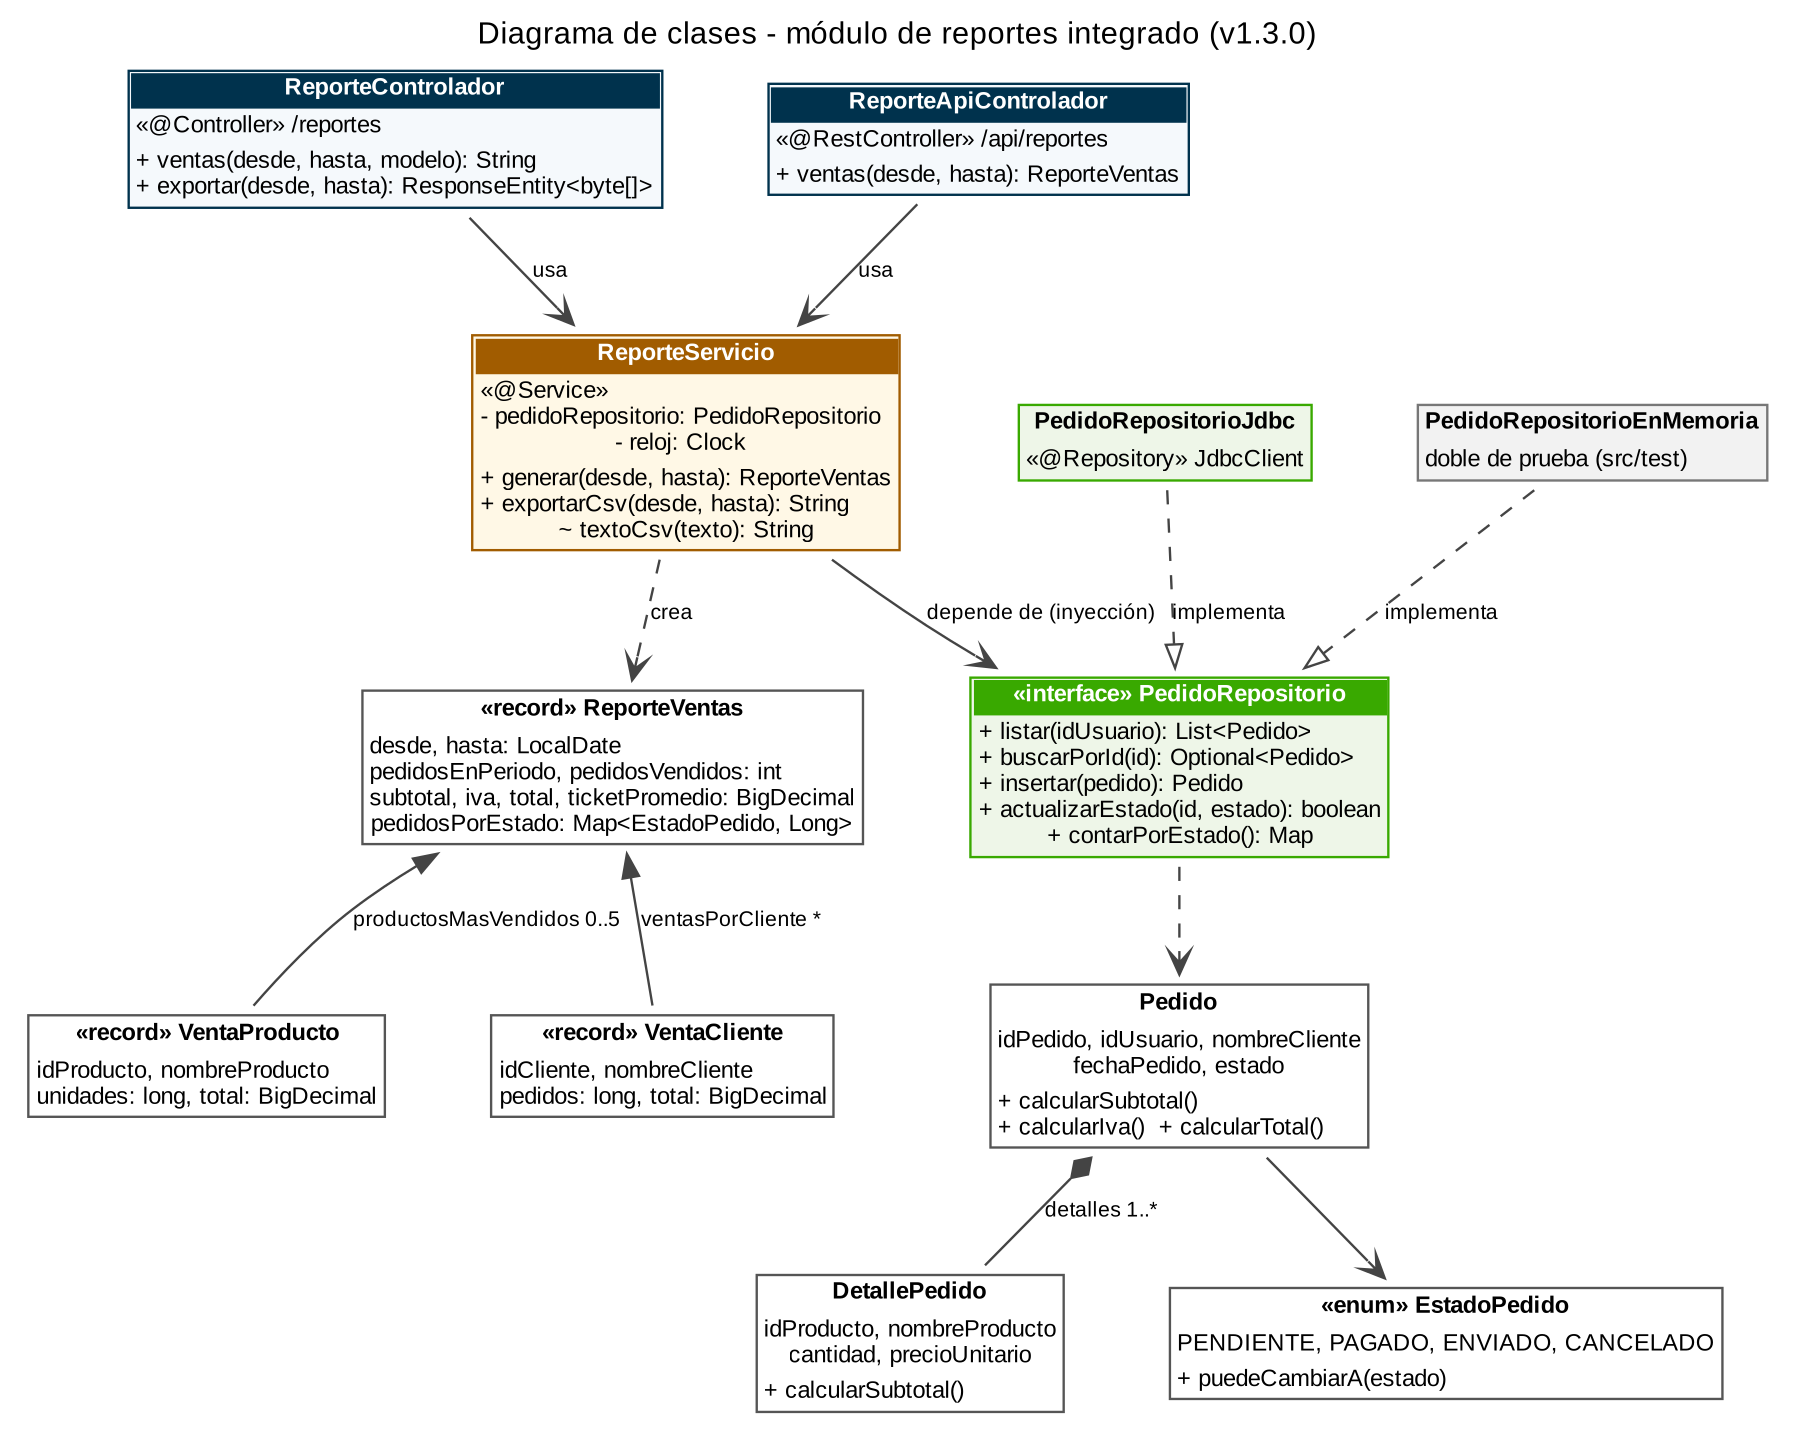 Diagrama de clases - módulo de reportes integrado (v1.3.0)
ReporteControlador
«@Controller» /reportes
+ ventas(desde, hasta, modelo): String
+ exportar(desde, hasta): ResponseEntity<byte[]>
ReporteApiControlador
«@RestController» /api/reportes
+ ventas(desde, hasta): ReporteVentas
usa
usa
ReporteServicio
«@Service»
- pedidoRepositorio: PedidoRepositorio
- reloj: Clock
+ generar(desde, hasta): ReporteVentas
+ exportarCsv(desde, hasta): String
~ textoCsv(texto): String
PedidoRepositorioJdbc
«@Repository» JdbcClient
PedidoRepositorioEnMemoria
doble de prueba (src/test)
crea
depende de (inyección)
implementa
implementa
«record» ReporteVentas
desde, hasta: LocalDate
pedidosEnPeriodo, pedidosVendidos: int
subtotal, iva, total, ticketPromedio: BigDecimal
pedidosPorEstado: Map<EstadoPedido, Long>
«interface» PedidoRepositorio
+ listar(idUsuario): List<Pedido>
+ buscarPorId(id): Optional<Pedido>
+ insertar(pedido): Pedido
+ actualizarEstado(id, estado): boolean
+ contarPorEstado(): Map
productosMasVendidos 0..5
ventasPorCliente *
«record» VentaProducto
idProducto, nombreProducto
unidades: long, total: BigDecimal
«record» VentaCliente
idCliente, nombreCliente
pedidos: long, total: BigDecimal
Pedido
idPedido, idUsuario, nombreCliente
fechaPedido, estado
+ calcularSubtotal()
+ calcularIva()  + calcularTotal()
detalles 1..*
DetallePedido
idProducto, nombreProducto
cantidad, precioUnitario
+ calcularSubtotal()
«enum» EstadoPedido
PENDIENTE, PAGADO, ENVIADO, CANCELADO
+ puedeCambiarA(estado)